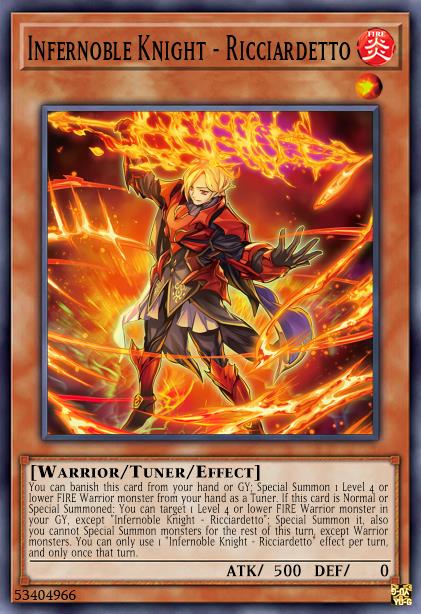 Infernoble Knight - Ricciardetto
FIRE
炎
[Warrior/Tuner/Effect]
You can banish this card from your hand or GY; Special Summon 1 Level 4 or
lower FIRE Warrior monster from your hand as a Tuner. If this card is Normal or
Special Summoned: You can target 1 Level 4 or lower FIRE Warrior monster in
your GY, except "Infernoble Knight - Ricciardetto"; Special Summon it, also
you cannot Special Summon monsters for the rest of this turn, except Warrior
monsters. You can only use 1 "Infernoble Knight - Ricciardetto" effect per turn,
and only once that turn.
ATK/ 500 DEF/ 0
53404966